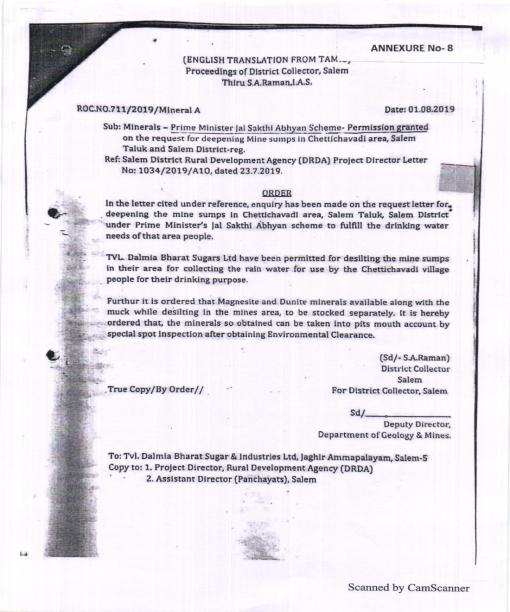 ANNEXURE No- 8
(ENGLISH TRANSLATION FROM
Proceedings of District Collector, Salem
Thiru S.A.Raman,I.A.S.
ROC.NO.711/2019/Mineral A Date: 01.08.2019
Sub: Minerals – Prime Minister Jal Sakthi Abhyan Scheme- Permission granted
on the request for deepening Mine sumps in Chettichavadi area, Salem
Taluk and Salem District-reg.
Ref: Salem District Rural Development Agency (DRDA) Project Director Letter
No: 1034/2019/A1O, dated 23.7.2019.
ORDER
In the letter cited under reference, enquiry has been made on the request letter for
deepening the mine sumps in Chettichavadi area, Salem Taluk, Salem District
under Prime Minister's Jal Sakthi Abhyan scheme to fulfill the drinking water
needs of that area people.
TVL. Dalmia Bharat Sugars Ltd have been permitted for desilting the mine sumps
in their area for collecting the rain water for use by the Chettichavadi village
people for their drinking purpose.
Furthur it is ordered that Magnesite and Dunite minerals available along with the
muck while desilting in the mines area, to be stocked separately. It is hereby
ordered that, the minerals so obtained can be taken into pits mouth account by
special spot inspection after obtaining Environmental Clearance.
(Sd/- S.A.Raman)
District Collector
Salem
True Copy/By Order// For District Collector, Salem
Sd/
Deputy Director,
Department of Geology & Mines.
To: Tvl. Dalmia Bharat Sugar & Industries Ltd, Jaghir Ammapalayam, Salem-5
Copy to: 1. Project Director, Rural Development Agency (DRDA)
2. Assistant Director (Panchayats), Salem
Scanned by CamScanner